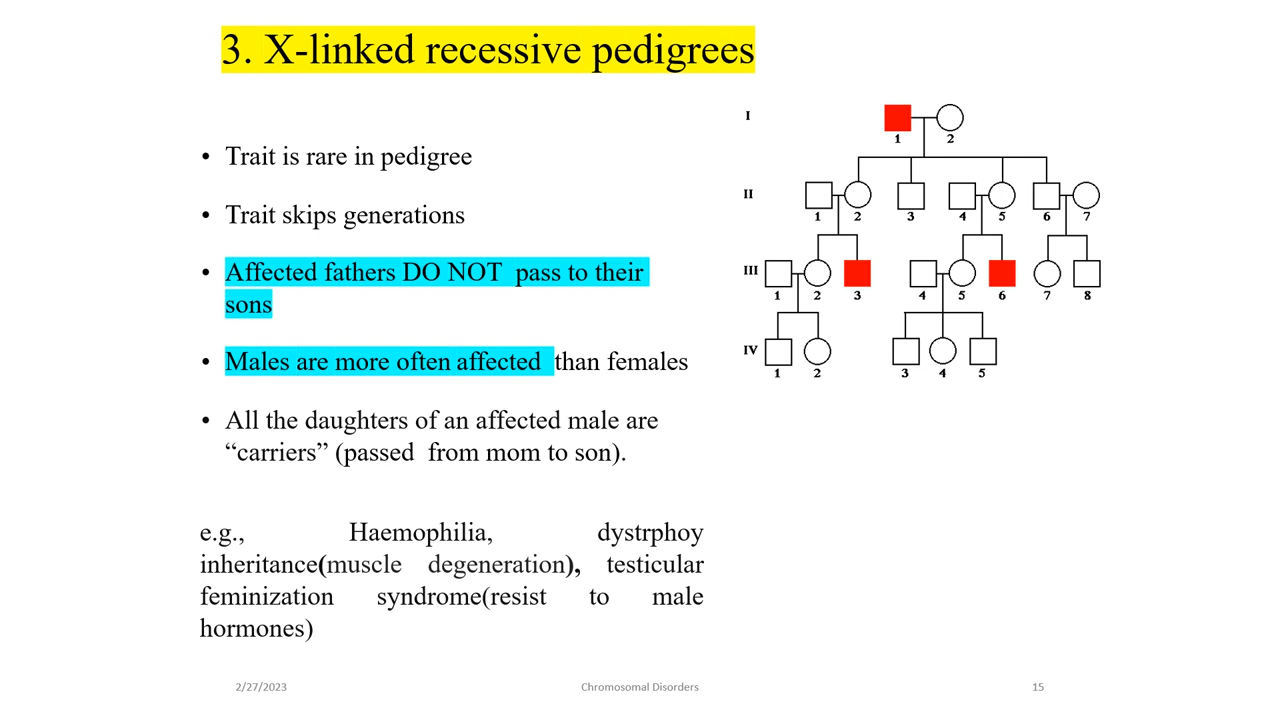 3. X-linked recessive pedigrees
• Trait is rare in pedigree
• Trait skips generations
• Affected fathers DO NOT pass to their
sons
• Males are more often affected than females
• All the daughters of an affected male are
“carriers” (passed from mom to son).
e.g., Haemophilia, dystrphoy
inheritance(muscle degeneration), testicular
feminization syndrome(resist to male
hormones)
I
1 2
II
1 2 3 4 5 6 7
III
1 2 3 4 5 6 7 8
IV
1 2 3 4 5
2/27/2023 Chromosomal Disorders 15